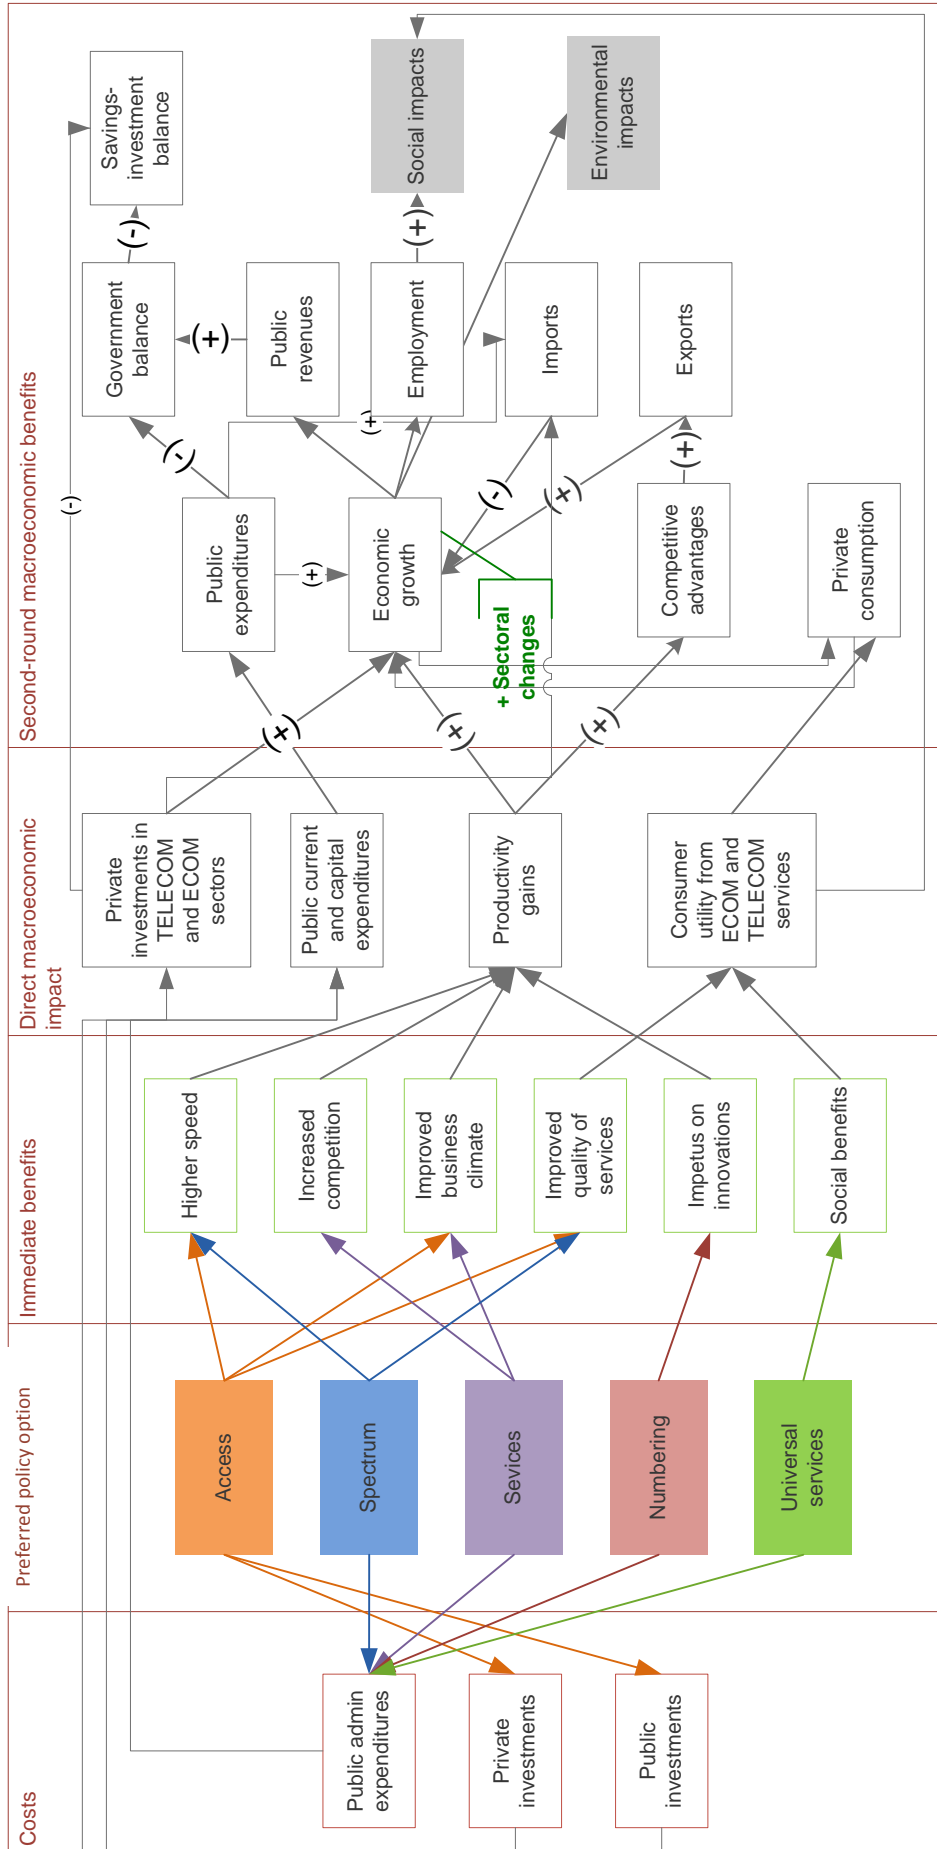 Costs
Public admin
expenditures
Private
investments
Public
investments
Preferred policy option
Access
Spectrum
Sevices
Numbering
Universal
services
Immediate benefits
Higher speed
Increased
competition
Improved
business
climate
Improved
quality of
services
Impetus on
innovations
Social benefits
Direct macroeconomic
impact
Private
investments in
TELECOM
and ECOM
sectors
Public current
and capital
expenditures
Productivity
gains
Consumer
utility from
ECOM and
TELECOM
services
Second-round macroeconomic benefits
(-)
(+)
(+)
(+)
Public
expenditures
(+)
Economic
growth
+ Sectoral
changes
Competitive
advantages
Private
consumption
(-)
(+)
(-)
(+)
(+)
Government
balance
(+)
Public
revenues
Employment
Imports
Exports
(-)
(+)
Savings-
investment
balance
Social impacts
Environmental
impacts